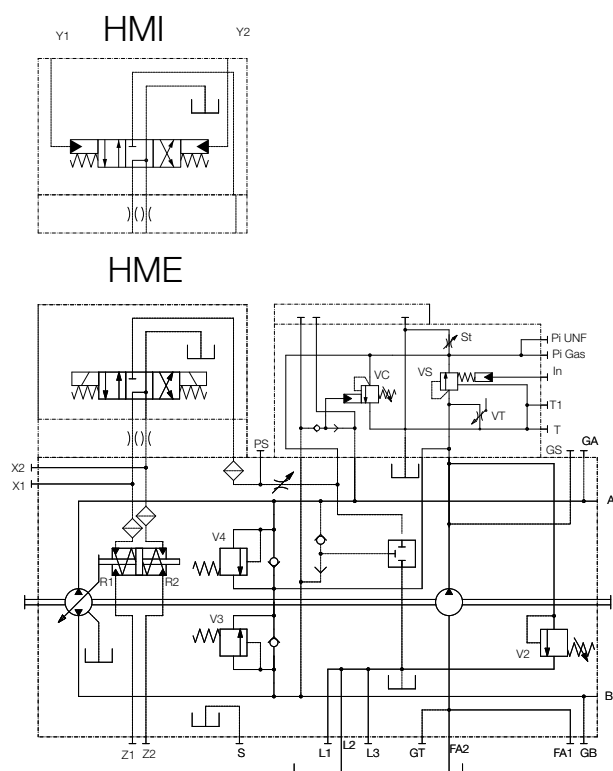 HMI
Y1
Y2
HME
St
Pi UNF
Pi Gas
VC
VS
In
VT
T1
T
PS
GS
GA
X2
X1
A
V4
R1
R2
V3
V2
B
Z1
Z2
S
L1
L2
L3
GT
FA2
FA1
GB